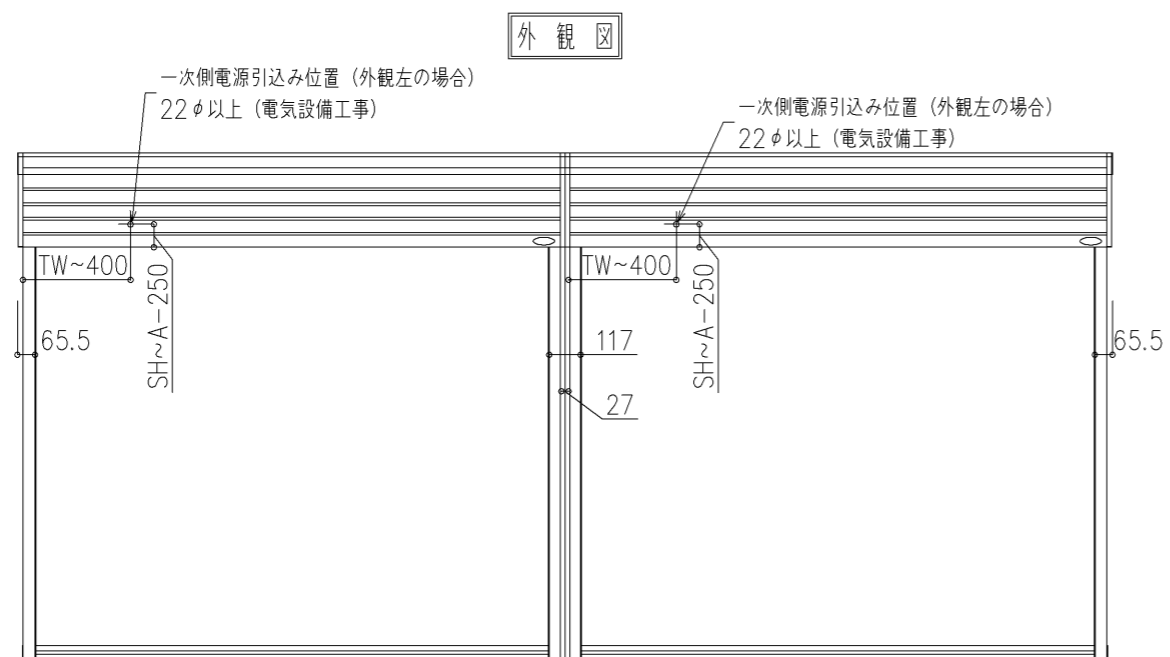 外 観 図
一次側電源引込み位置（外観左の場合）
22φ以上（電気設備工事）
一次側電源引込み位置（外観左の場合）
22φ以上（電気設備工事）
TW~400
SH~A-250
TW~400
SH~A-250
65.5
117
65.5
27